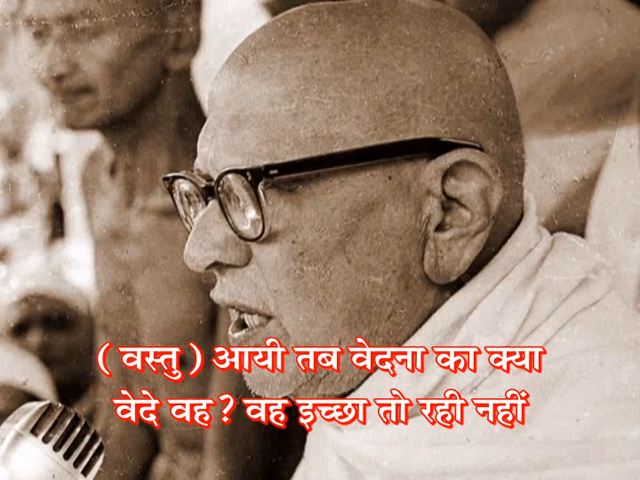 ( वस्तु ) आयी तब वेदना का क्या
वेदे वह ? वह इच्छा तो रही नहीं